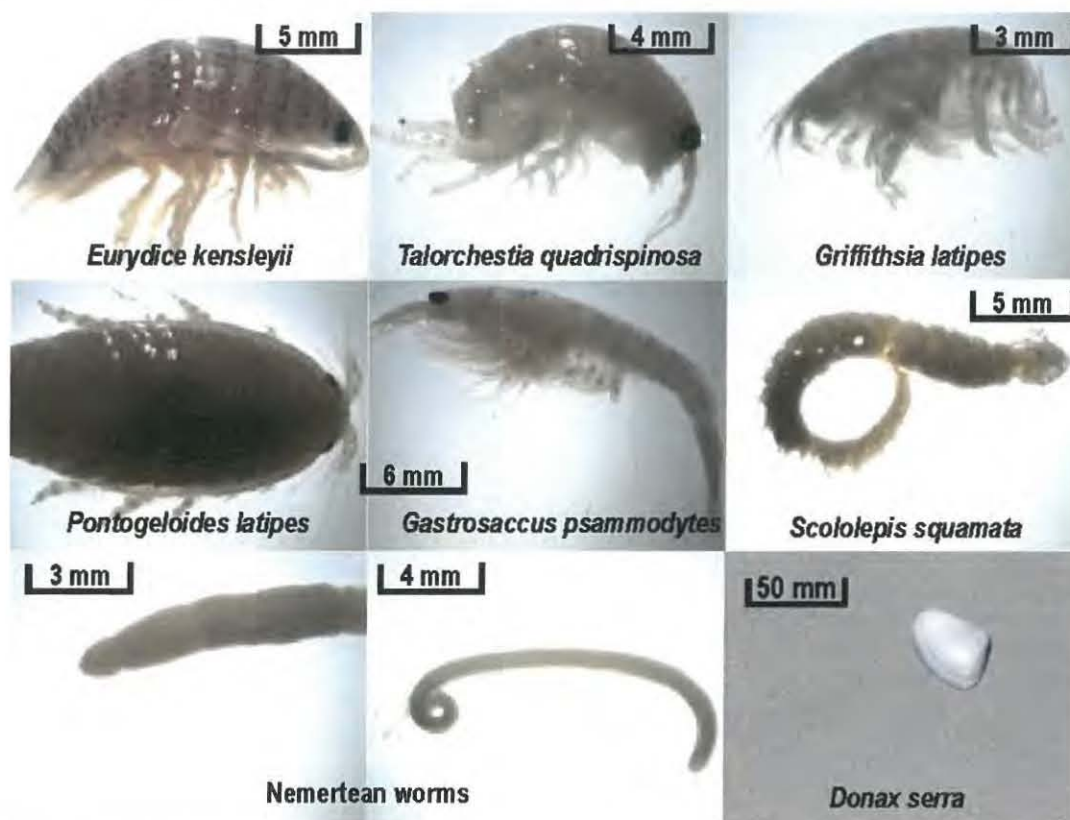 5 mm
4 mm
3 mm
Eurydice kensleyii
Talorchestia quadrispinosa
Griffithsia latipes
5 mm
6 mm
Pontogeloides latipes
Gastrosaccus psammodytes
Scololepis squamata
3 mm
4 mm
50 mm
Nemertean worms
Donax serra